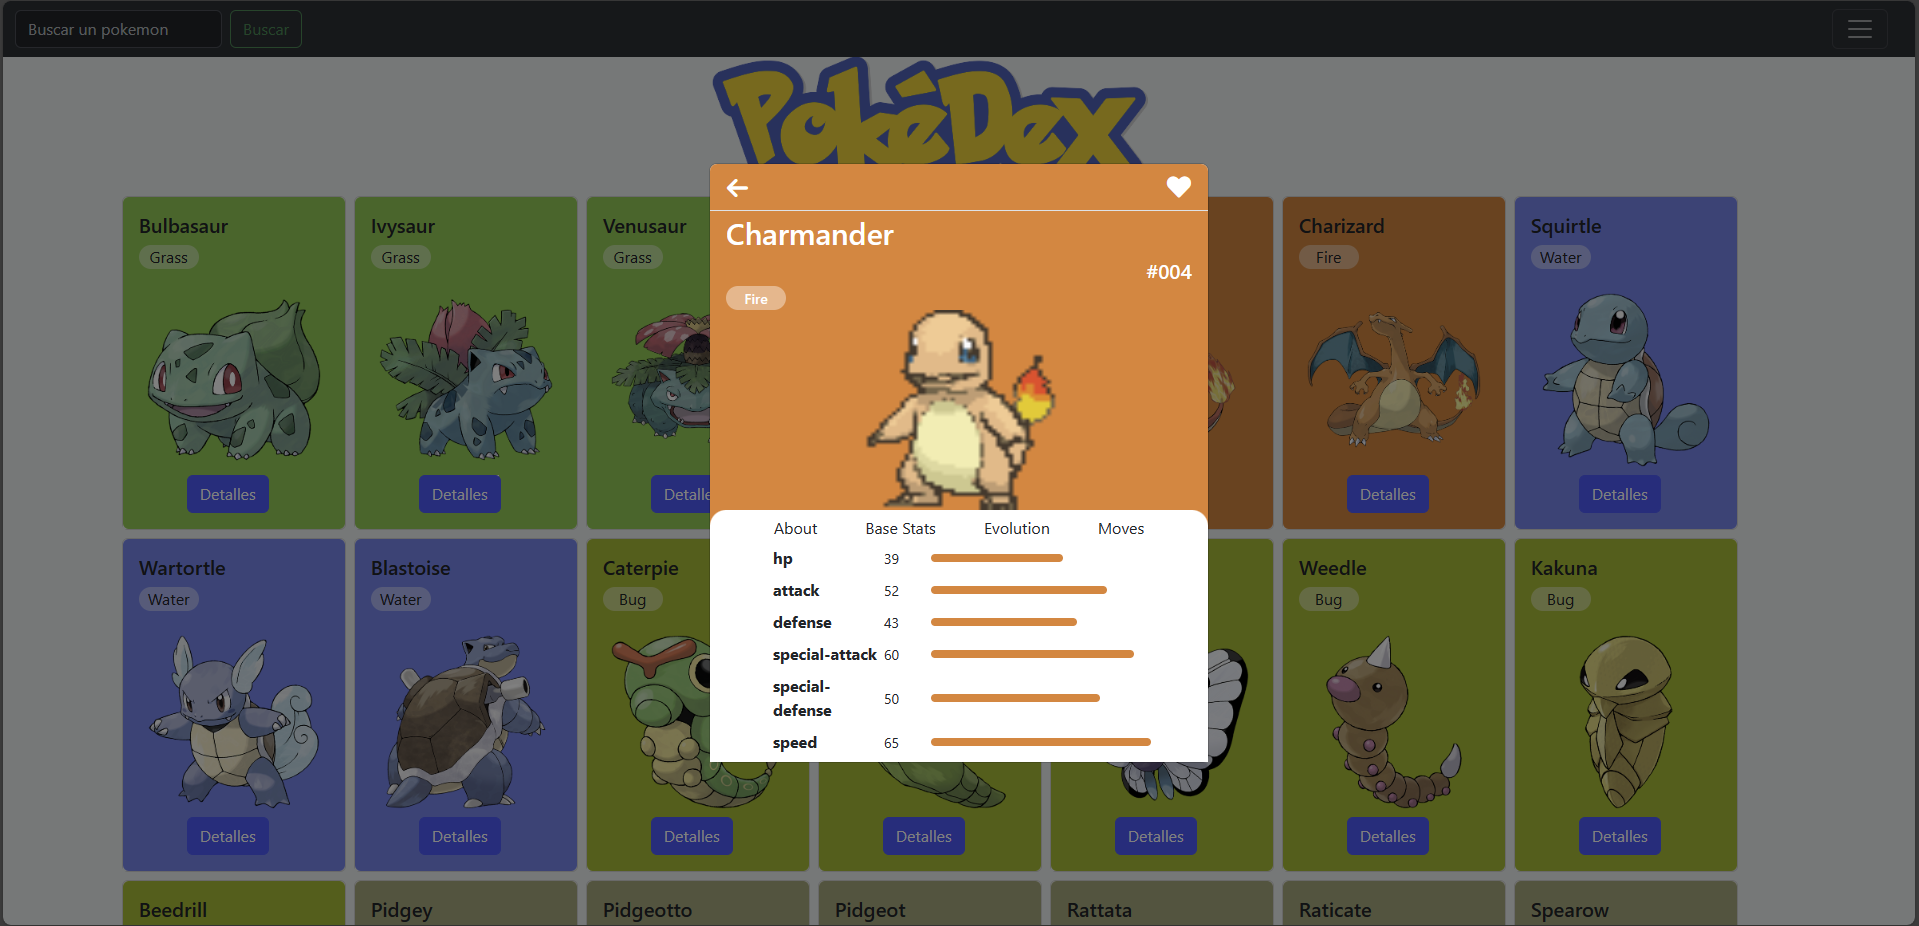 Buscar un pokemon
Buscar
PokéDex
Bulbasaur
Grass
Detalles
Ivysaur
Grass
Detalles
Venusaur
Grass
Charizard
Fire
Detalles
Squirtle
Water
Detalles
Charmander
#004
Fire
About Base Stats Evolution Moves
hp 39
attack 52
defense 43
special-attack 60
special-
defense 50
speed 65
Wartortle
Water
Detalles
Blastoise
Water
Detalles
Caterpie
Bug
Detalles
Detalles
Detalles
Weedle
Bug
Detalles
Kakuna
Bug
Detalles
Beedrill
Pidgey
Pidgeotto
Pidgeot
Rattata
Raticate
Spearow